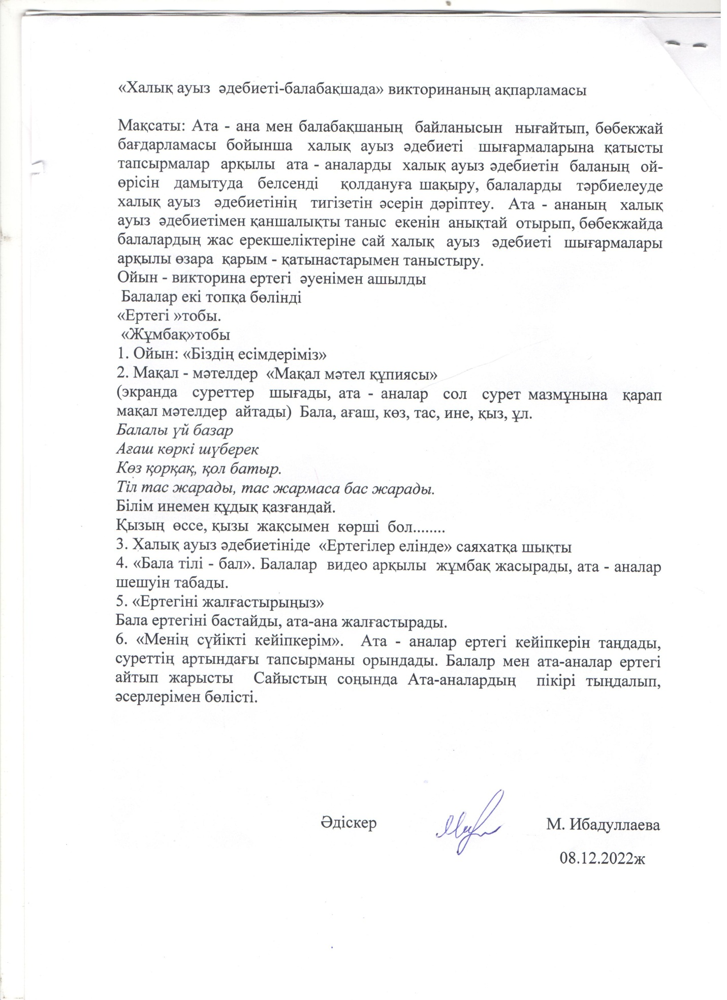 «Халық ауыз әдебиеті-балабақшада» викторинаның ақпарламасы
Мақсаты: Ата - ана мен балабақшаның байланысын нығайтып, бөбекжай
бағдарламасы бойынша халық ауыз әдебиеті шығармаларына қатысты
тапсырмалар арқылы ата - аналарды халық ауыз әдебиетін баланың ой-
өрісін дамытуда белсенді қолдануға шақыру, балаларды тәрбиелеуде
халық ауыз әдебиетінің тигізетін әсерін дәріптеу. Ата - ананың халық
ауыз әдебиетімен қаншалықты таныс екенін анықтай отырып, бөбекжайда
балалардың жас ерекшеліктеріне сай халық ауыз әдебиеті шығармалары
арқылы өзара қарым - қатынастарымен таныстыру.
Ойын - викторина ертегі әуенімен ашылды
Балалар екі топқа бөлінді
«Ертегі »тобы.
«Жұмбақ»тобы
1. Ойын: «Біздің есімдеріміз»
2. Мақал - мәтелдер «Мақал мәтел құпиясы»
(экранда суреттер шығады, ата - аналар сол сурет мазмұнына қарап
мақал мәтелдер айтады) Бала, ағаш, көз, тас, ине, қыз, ұл.
Балалы үй базар
Ағаш көркі шүберек
Көз қорқақ, қол батыр.
Тіл тас жарады, тас жармаса бас жарады.
Білім инемен құдық қазғандай.
Қызың өссе, қызы жақсымен көрші бол........
3. Халық ауыз әдебиетініде «Ертегілер елінде» саяхатқа шықты
4. «Бала тілі - бал». Балалар видео арқылы жұмбақ жасырады, ата - аналар
шешуін табады.
5. «Ертегіні жалғастырыңыз»
Бала ертегіні бастайды, ата-ана жалғастырады.
6. «Менің сүйікті кейіпкерім». Ата - аналар ертегі кейіпкерін таңдады,
суреттің артындағы тапсырманы орындады. Балалр мен ата-аналар ертегі
айтып жарысты Сайыстың соңында Ата-аналардың пікірі тыңдалып,
әсерлерімен бөлісті.
Әдіскер М. Ибадуллаева
08.12.2022ж